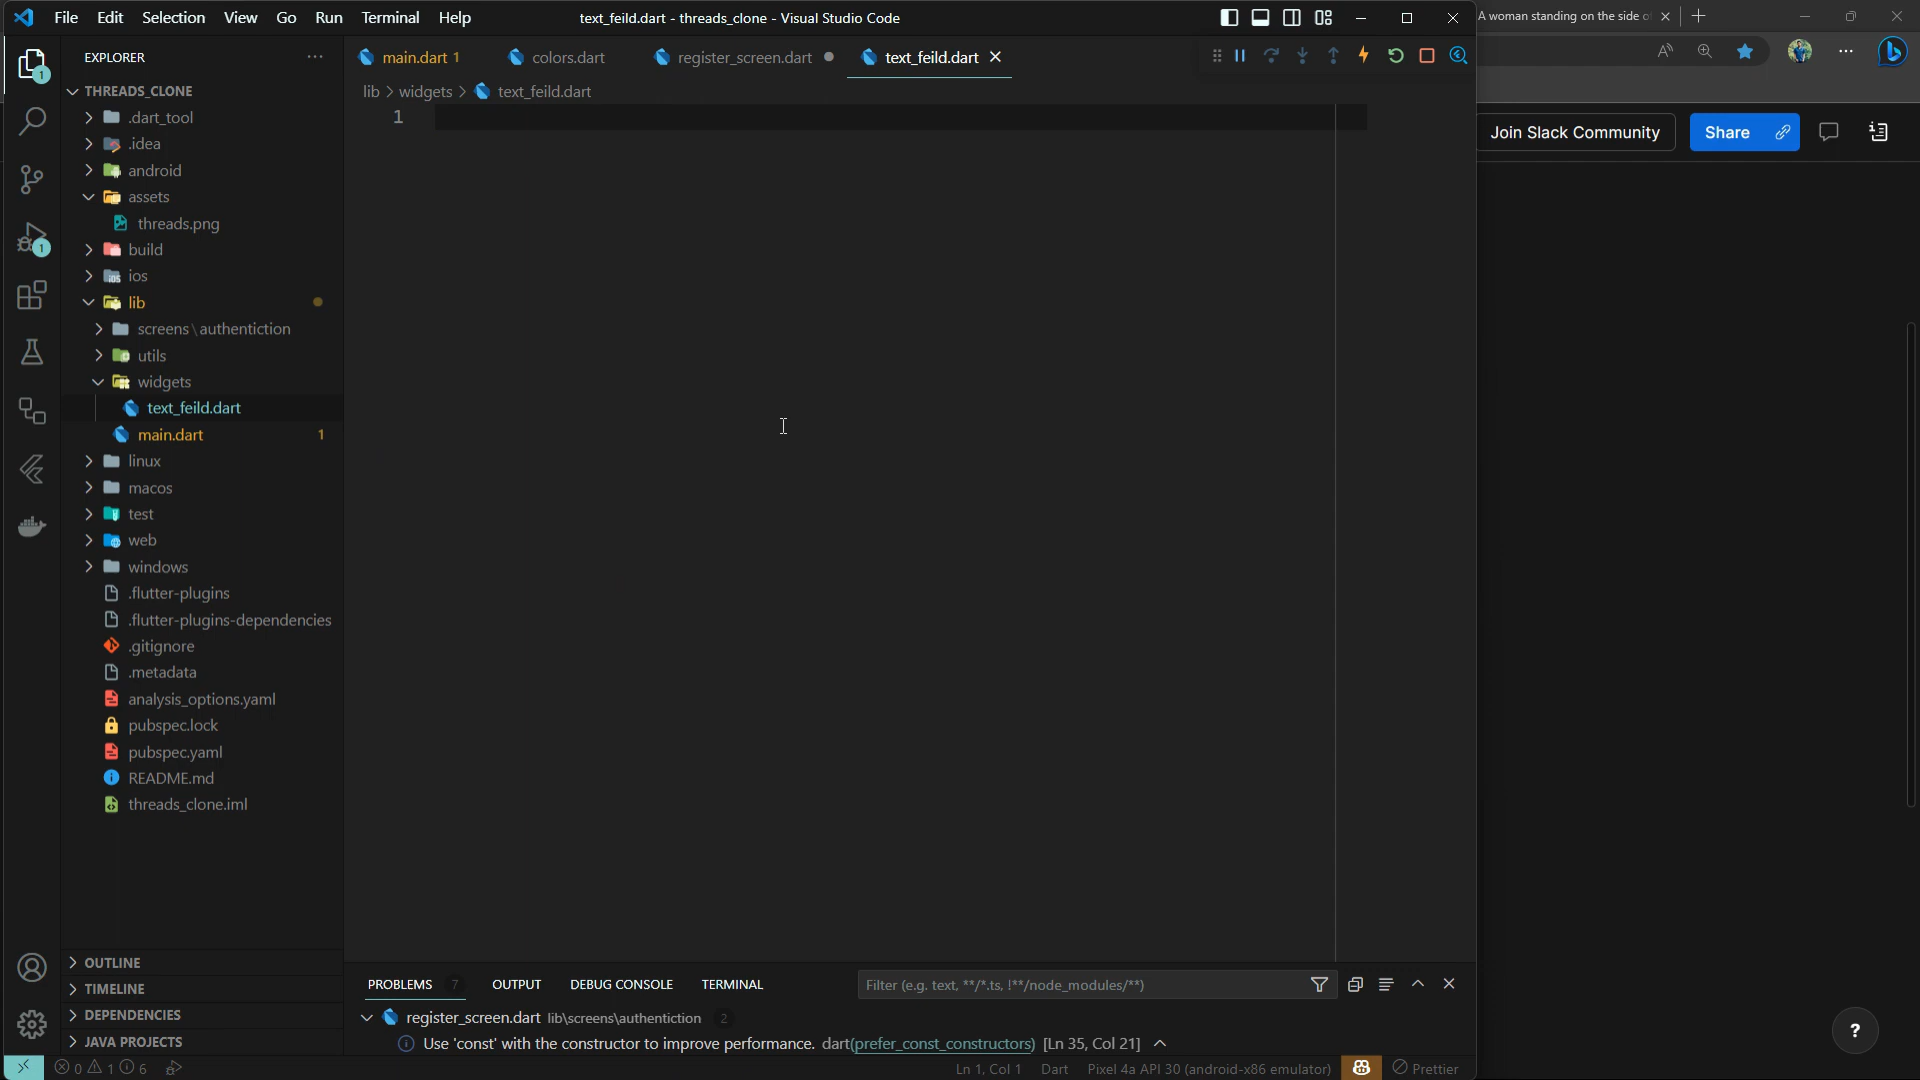 File Edit Selection View Go Run Terminal Help
text_feild.dart - threads_clone - Visual Studio Code
A woman standing on the side o
EXPLORER
main.dart 1
colors.dart
register_screen.dart
text_feild.dart
THREADS_CLONE
lib > widgets > text_feild.dart
1
.dart_tool
.idea
android
assets
threads.png
build
ios
lib
screens\authentiction
utils
widgets
text_feild.dart
main.dart 1
linux
macos
test
web
windows
.flutter-plugins
.flutter-plugins-dependencies
.gitignore
.metadata
analysis_options.yaml
pubspec.lock
pubspec.yaml
README.md
threads_clone.iml
OUTLINE
TIMELINE
DEPENDENCIES
JAVA PROJECTS
1
1
Join Slack Community
Share
PROBLEMS 7 OUTPUT DEBUG CONSOLE TERMINAL
Filter (e.g. text, **/*.ts, !**/node_modules/**)
register_screen.dart lib\screens\authentiction 2
Use 'const' with the constructor to improve performance. dart(prefer_const_constructors) [Ln 35, Col 21]
?
0 1 6
Ln 1, Col 1 Dart Pixel 4a API 30 (android-x86 emulator) Prettier